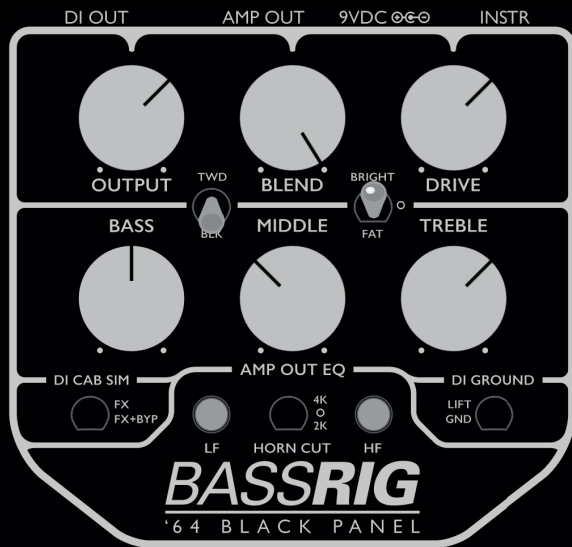 DI OUT AMP OUT 9VDC INSTR
OUTPUT BLEND DRIVE
TWD
BLK
BRIGHT
FAT
BASS MIDDLE TREBLE
AMP OUT EQ
DI CAB SIM
FX
FX+BYP
LF
HORN CUT
4K
2K
HF
DI GROUND
LIFT
GND
BASSRIG
'64 BLACK PANEL